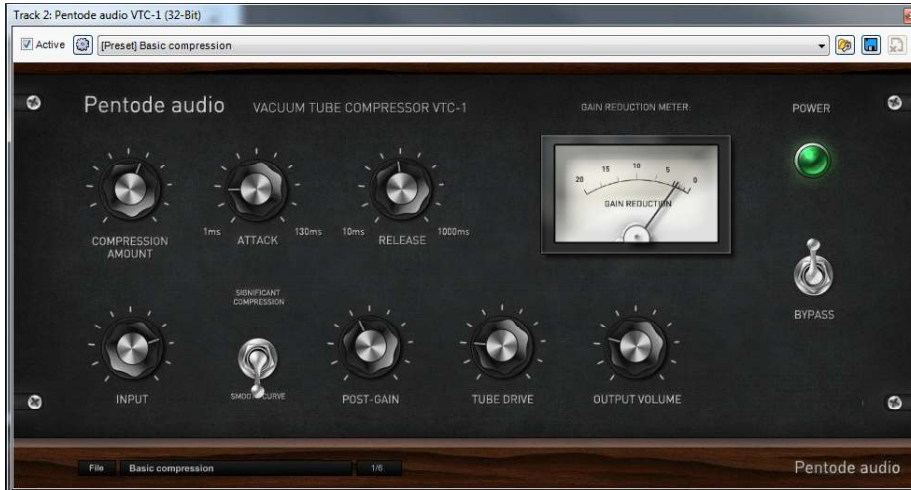 Track 2: Pentode audio VTC-1 (32-Bit)
Active
[Preset] Basic compression
Pentode audio
VACUUM TUBE COMPRESSOR VTC-1
GAIN REDUCTION METER:
POWER
20 15 10 5 0
GAIN REDUCTION
COMPRESSION
AMOUNT
1ms ATTACK 130ms
10ms RELEASE 1000ms
SIGNIFICANT
COMPRESSION
BYPASS
INPUT
SMOOTH CURVE
POST-GAIN
TUBE DRIVE
OUTPUT VOLUME
File
Basic compression
1/6
Pentode audio